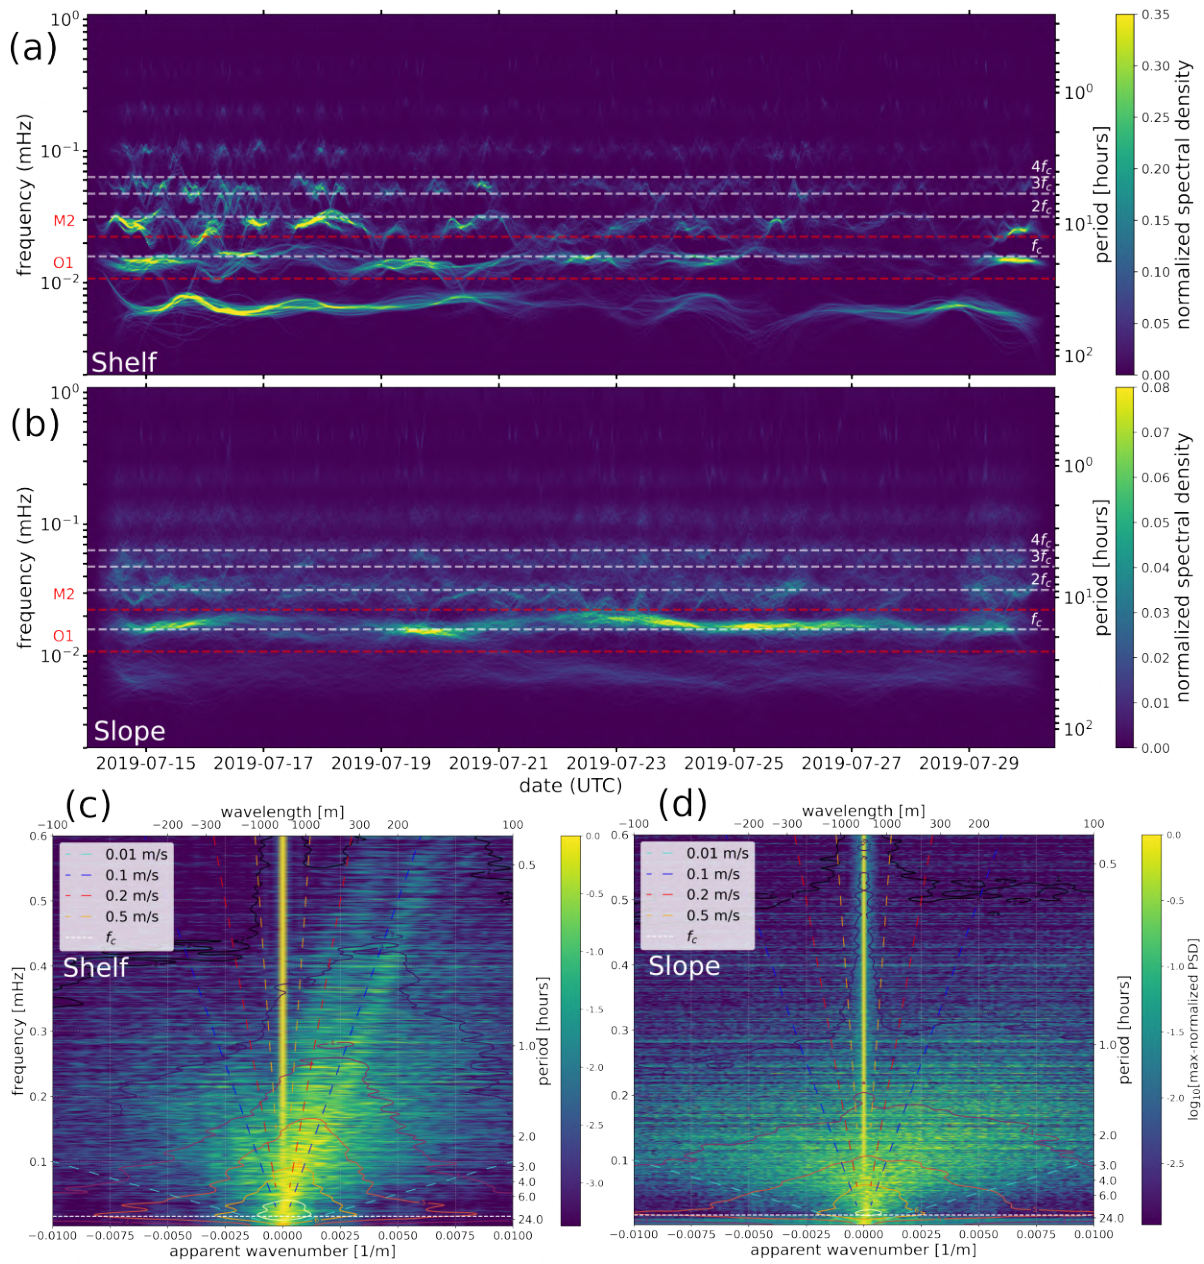 (a)
10⁰
10⁻¹
10⁻²
frequency (mHz)
M2
O1
4f_c
3f_c
2f_c
f_c
Shelf
10⁰
10¹
10²
period [hours]
0.35
0.30
0.25
0.20
0.15
0.10
0.05
0.00
normalized spectral density
(b)
10⁰
10⁻¹
10⁻²
frequency (mHz)
M2
O1
4f_c
3f_c
2f_c
f_c
Slope
10⁰
10¹
10²
period [hours]
0.08
0.07
0.06
0.05
0.04
0.03
0.02
0.01
0.00
normalized spectral density
2019-07-15 2019-07-17 2019-07-19 2019-07-21 2019-07-23 2019-07-25 2019-07-27 2019-07-29
date (UTC)
(c)
wavelength [m]
−100 −200 −300 −1000 1000 300 200 100
0.6
0.5
0.4
0.3
0.2
0.1
frequency [mHz]
0.01 m/s
0.1 m/s
0.2 m/s
0.5 m/s
f_c
Shelf
0.5
1.0
2.0
3.0
4.0
6.0
24.0
period [hours]
−0.0100 −0.0075 −0.0050 −0.0025 0.0000 0.0025 0.0050 0.0075 0.0100
apparent wavenumber [1/m]
0.0
−0.5
−1.0
−1.5
−2.0
−2.5
−3.0
(d)
wavelength [m]
−100 −200 −300 −1000 1000 300 200 100
0.6
0.5
0.4
0.3
0.2
0.1
0.01 m/s
0.1 m/s
0.2 m/s
0.5 m/s
f_c
Slope
0.5
1.0
2.0
3.0
4.0
6.0
24.0
period [hours]
−0.0100 −0.0075 −0.0050 −0.0025 0.0000 0.0025 0.0050 0.0075 0.0100
apparent wavenumber [1/m]
0.0
−0.5
−1.0
−1.5
−2.0
−2.5
log₁₀[max-normalized PSD]